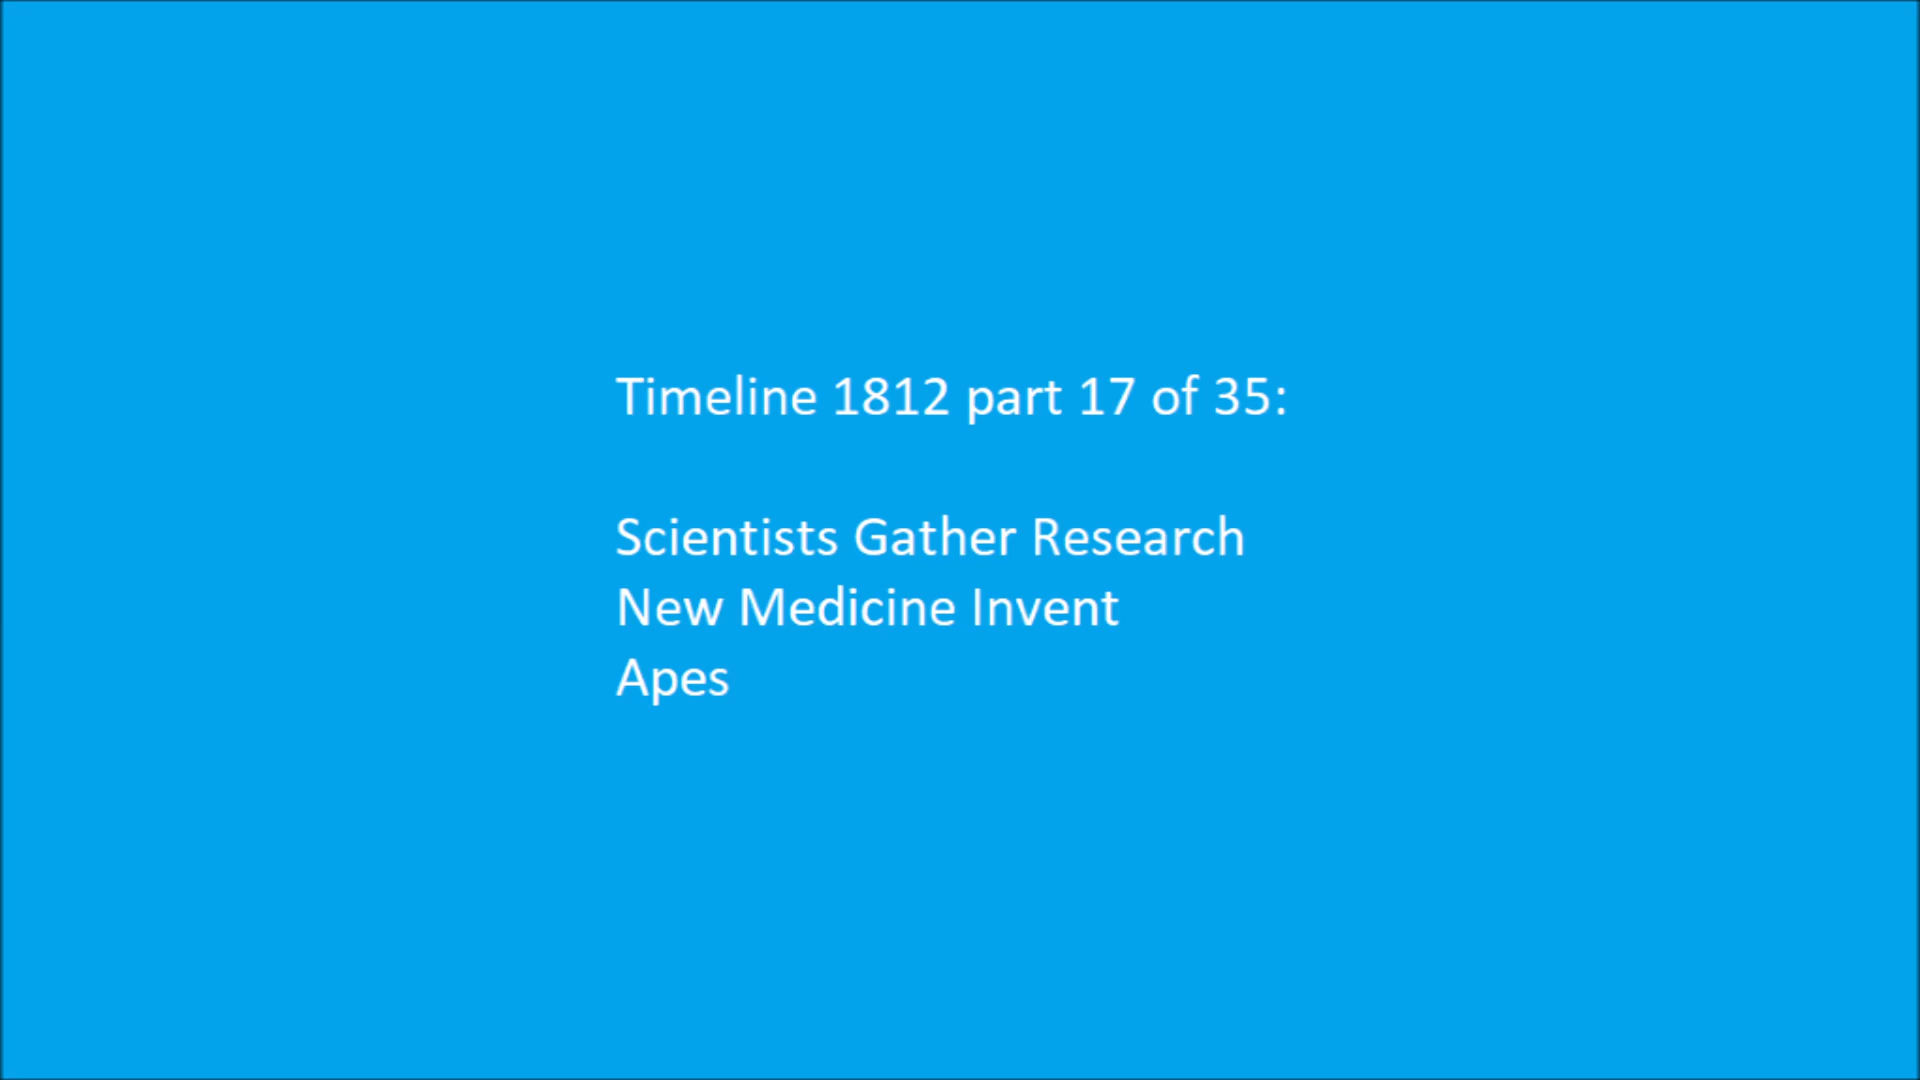 Timeline 1812 part 17 of 35:
Scientists Gather Research
New Medicine Invent
Apes